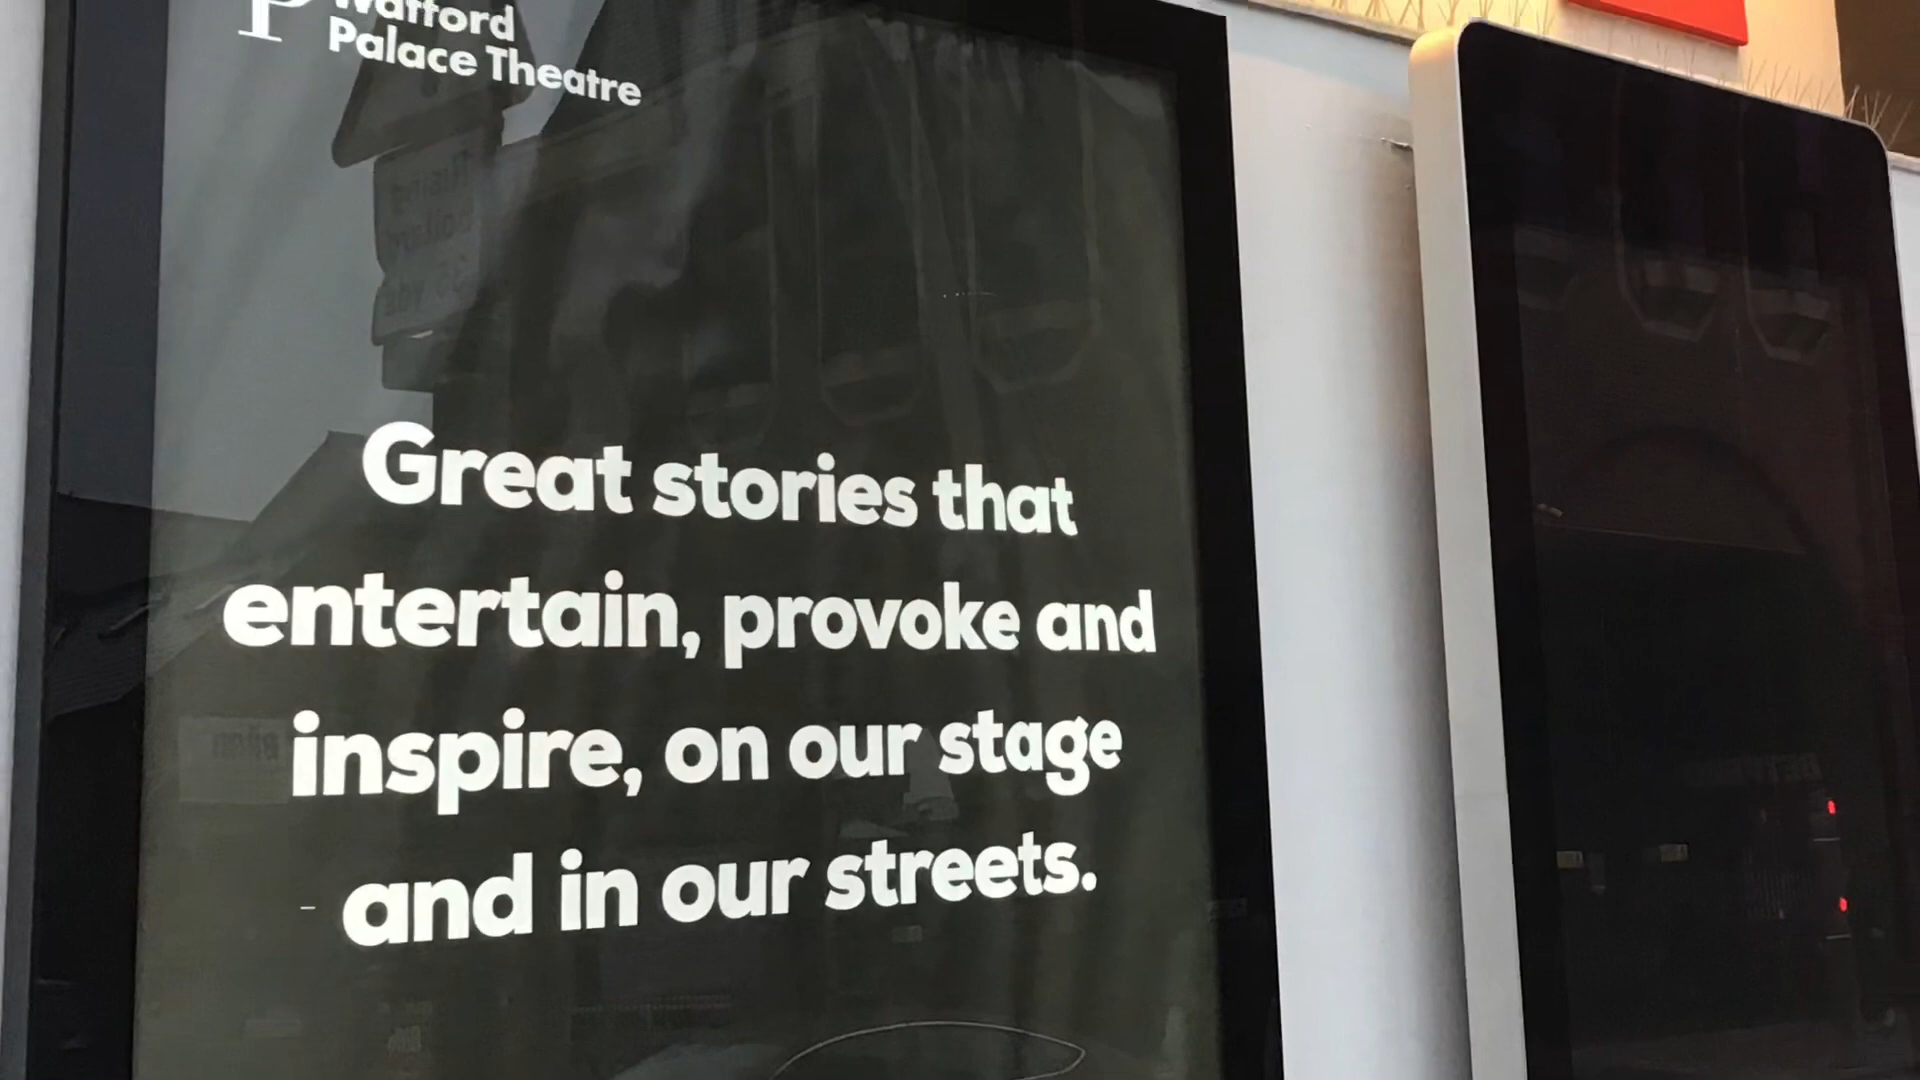 P
Watford
Palace Theatre
Great stories that
entertain, provoke and
inspire, on our stage
and in our streets.